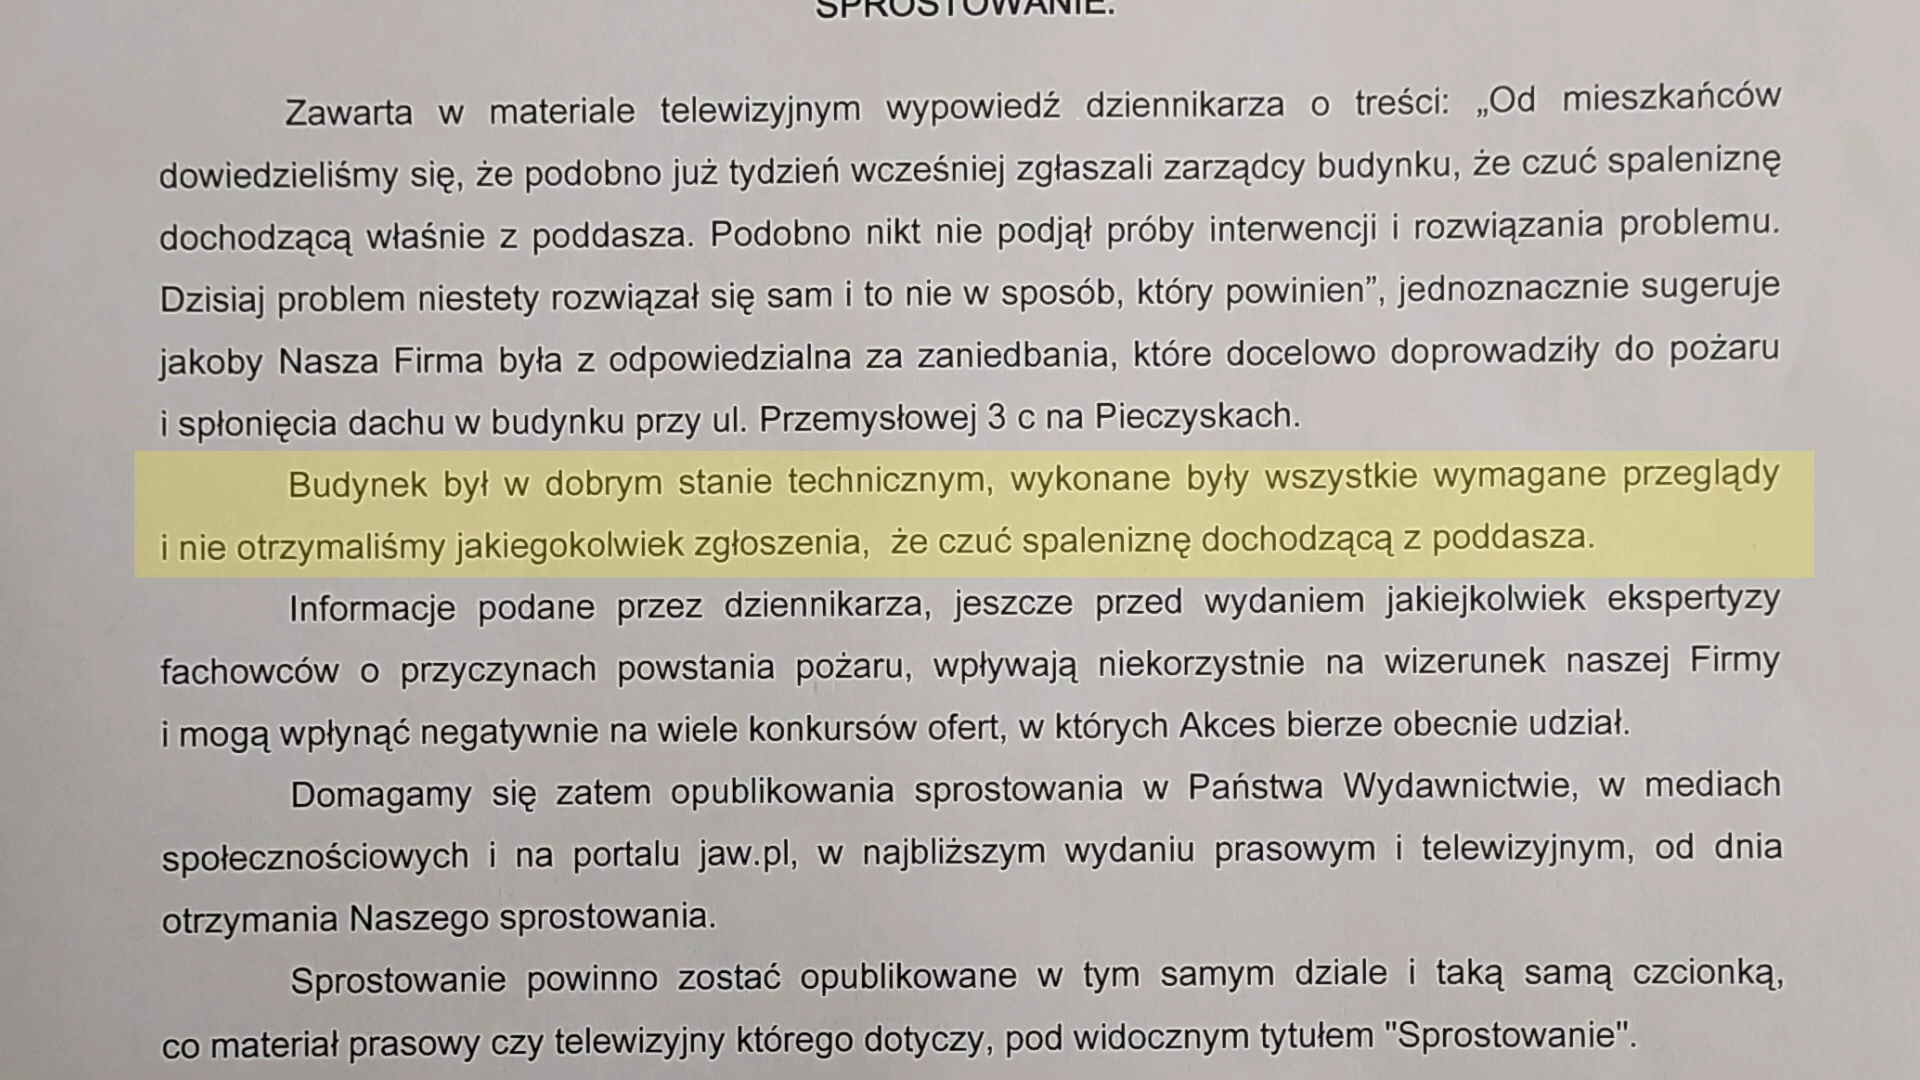 SPROSTOWANIE.
Zawarta w materiale telewizyjnym wypowiedź dziennikarza o treści: „Od mieszkańców
dowiedzieliśmy się, że podobno już tydzień wcześniej zgłaszali zarządcy budynku, że czuć spaleniznę
dochodzącą właśnie z poddasza. Podobno nikt nie podjął próby interwencji i rozwiązania problemu.
Dzisiaj problem niestety rozwiązał się sam i to nie w sposób, który powinien”, jednoznacznie sugeruje
jakoby Nasza Firma była z odpowiedzialna za zaniedbania, które docelowo doprowadziły do pożaru
i spłonięcia dachu w budynku przy ul. Przemysłowej 3 c na Pieczyskach.
Budynek był w dobrym stanie technicznym, wykonane były wszystkie wymagane przeglądy
i nie otrzymaliśmy jakiegokolwiek zgłoszenia, że czuć spaleniznę dochodzącą z poddasza.
Informacje podane przez dziennikarza, jeszcze przed wydaniem jakiejkolwiek ekspertyzy
fachowców o przyczynach powstania pożaru, wpływają niekorzystnie na wizerunek naszej Firmy
i mogą wpłynąć negatywnie na wiele konkursów ofert, w których Akces bierze obecnie udział.
Domagamy się zatem opublikowania sprostowania w Państwa Wydawnictwie, w mediach
społecznościowych i na portalu jaw.pl, w najbliższym wydaniu prasowym i telewizyjnym, od dnia
otrzymania Naszego sprostowania.
Sprostowanie powinno zostać opublikowane w tym samym dziale i taką samą czcionką,
co materiał prasowy czy telewizyjny którego dotyczy, pod widocznym tytułem "Sprostowanie".